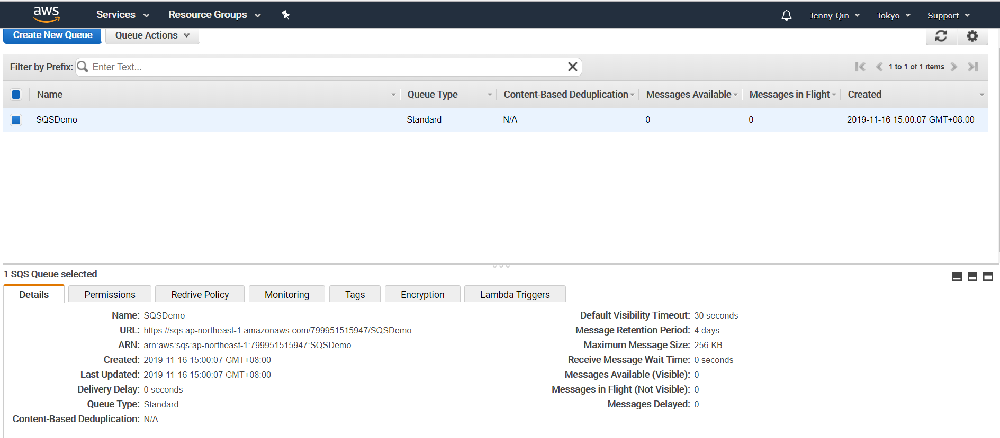 aws Services Resource Groups Jenny Qin Tokyo Support
Create New Queue Queue Actions
Filter by Prefix: Enter Text... 1 to 1 of 1 items
Name Queue Type Content-Based Deduplication Messages Available Messages in Flight Created
SQSDemo Standard N/A 0 0 2019-11-16 15:00:07 GMT+08:00
1 SQS Queue selected
Details Permissions Redrive Policy Monitoring Tags Encryption Lambda Triggers
Name: SQSDemo
URL: https://sqs.ap-northeast-1.amazonaws.com/799951515947/SQSDemo
ARN: arn:aws:sqs:ap-northeast-1:799951515947:SQSDemo
Created: 2019-11-16 15:00:07 GMT+08:00
Last Updated: 2019-11-16 15:00:07 GMT+08:00
Delivery Delay: 0 seconds
Queue Type: Standard
Content-Based Deduplication: N/A
Default Visibility Timeout: 30 seconds
Message Retention Period: 4 days
Maximum Message Size: 256 KB
Receive Message Wait Time: 0 seconds
Messages Available (Visible): 0
Messages in Flight (Not Visible): 0
Messages Delayed: 0